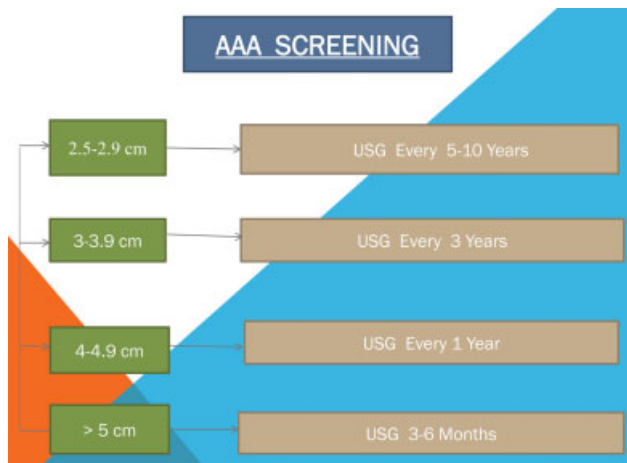 AAA SCREENING
2.5-2.9 cm
USG Every 5-10 Years
3-3.9 cm
USG Every 3 Years
4-4.9 cm
USG Every 1 Year
> 5 cm
USG 3-6 Months